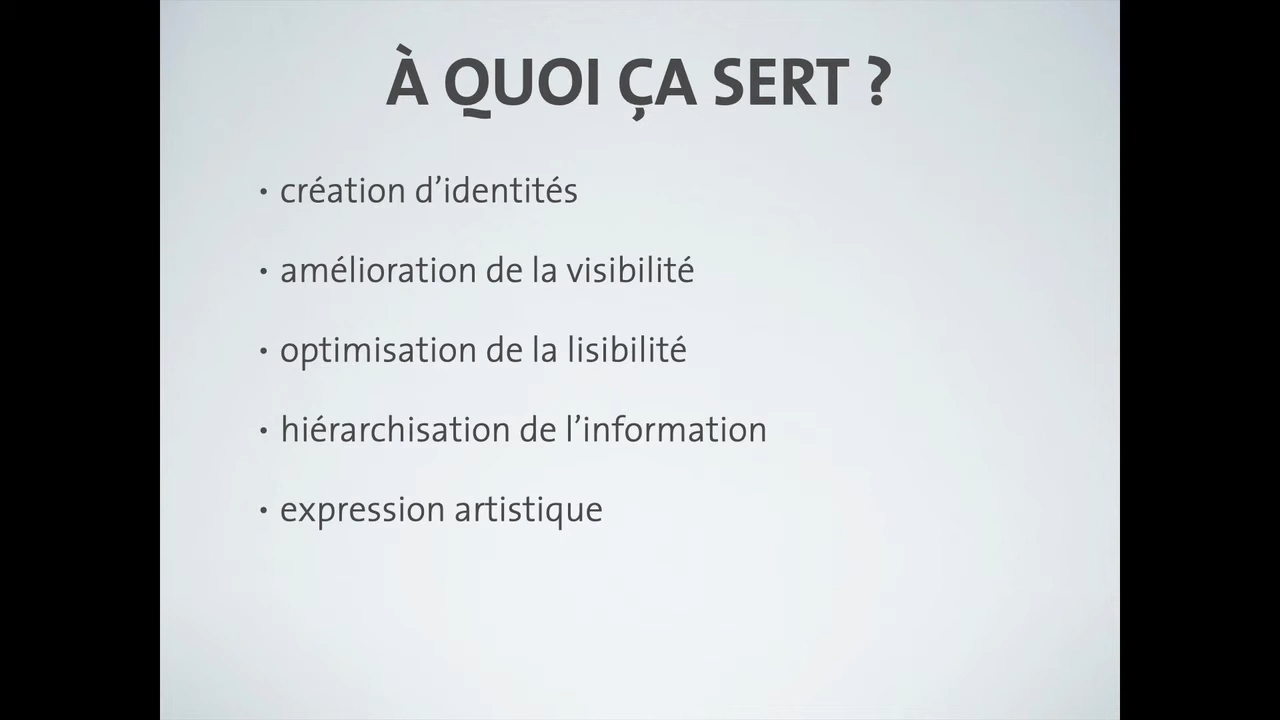 À QUOI ÇA SERT ?
• création d’identités
• amélioration de la visibilité
• optimisation de la lisibilité
• hiérarchisation de l’information
• expression artistique